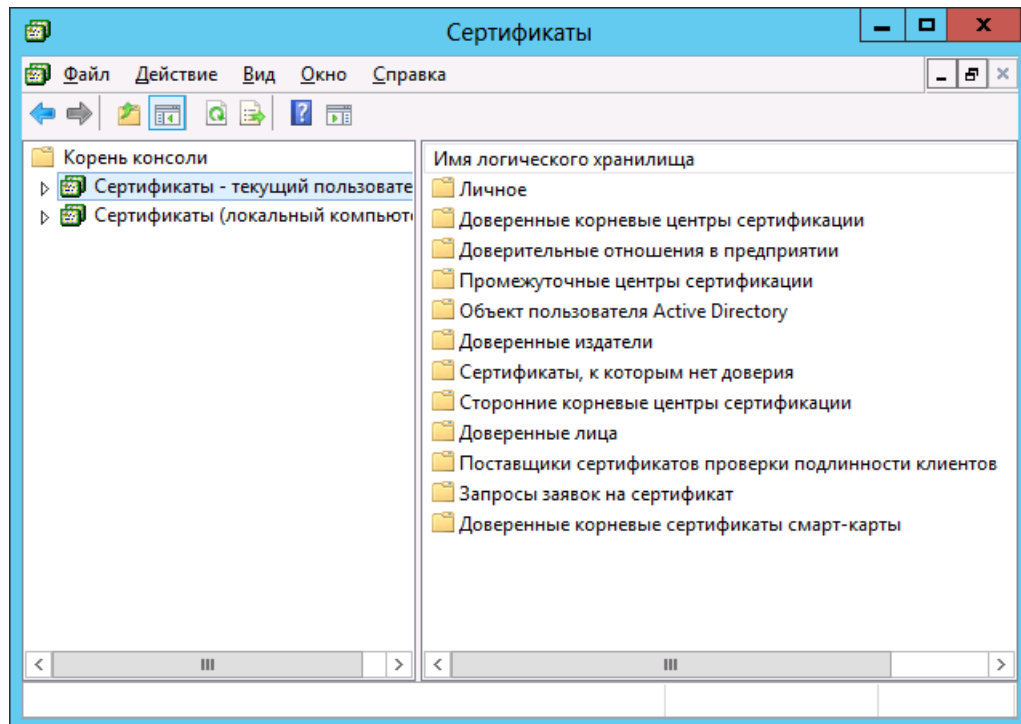 Сертификаты
Файл Действие Вид Окно Справка
Корень консоли
Сертификаты - текущий пользовате
Сертификаты (локальный компьют
Имя логического хранилища
Личное
Доверенные корневые центры сертификации
Доверительные отношения в предприятии
Промежуточные центры сертификации
Объект пользователя Active Directory
Доверенные издатели
Сертификаты, к которым нет доверия
Сторонние корневые центры сертификации
Доверенные лица
Поставщики сертификатов проверки подлинности клиентов
Запросы заявок на сертификат
Доверенные корневые сертификаты смарт-карты